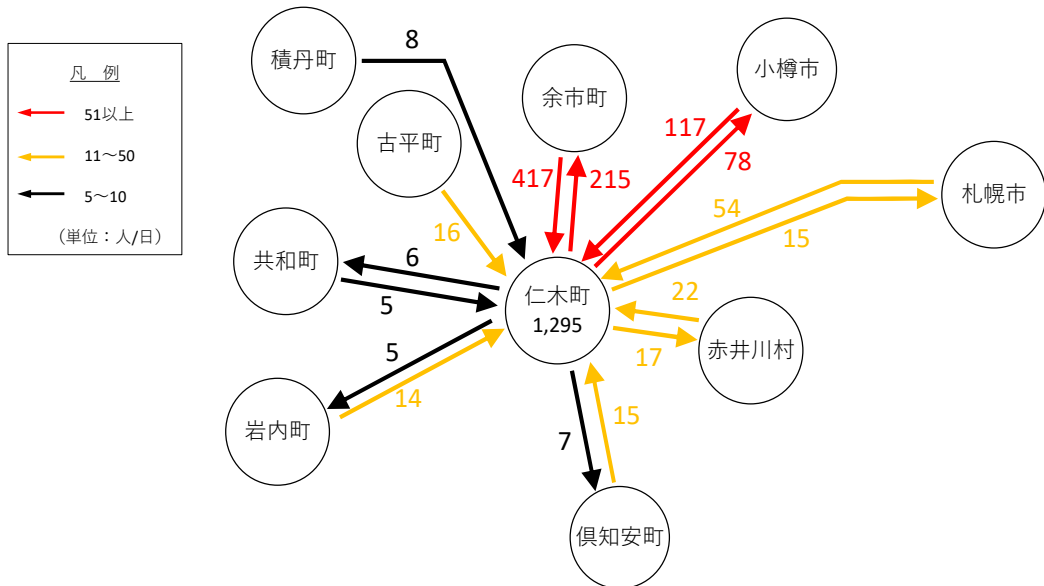 凡 例
51以上
11～50
5～10
（単位：人/日）
積丹町
8
古平町
16
余市町
417
215
小樽市
117
78
札幌市
54
15
共和町
6
5
仁木町
1,295
22
17
赤井川村
岩内町
5
14
7
15
倶知安町